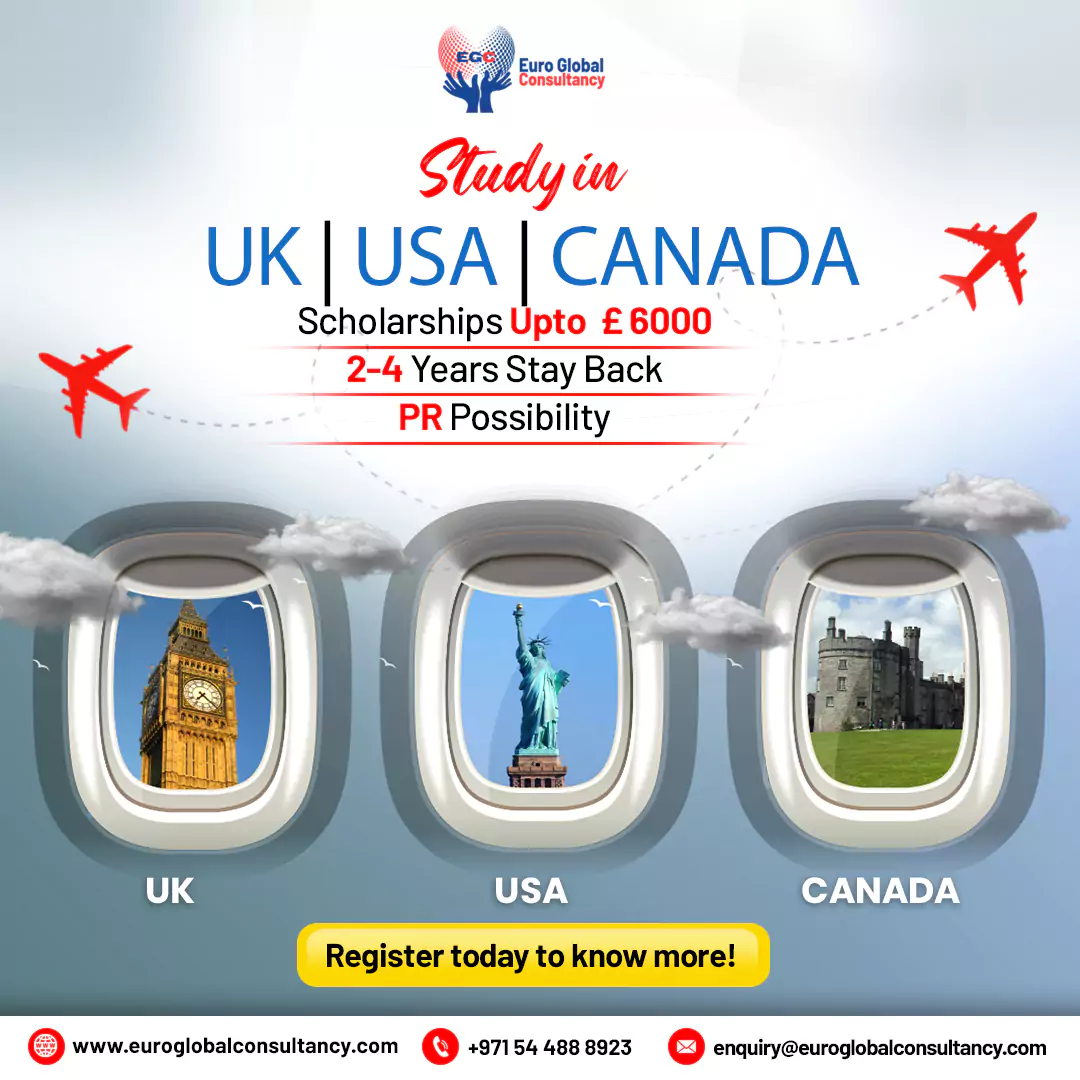 EGC
Euro Global
Consultancy
Study in
UK | USA | CANADA
Scholarships Upto £ 6000
2-4 Years Stay Back
PR Possibility
UK
USA
CANADA
Register today to know more!
www.euroglobalconsultancy.com
+971 54 488 8923
enquiry@euroglobalconsultancy.com